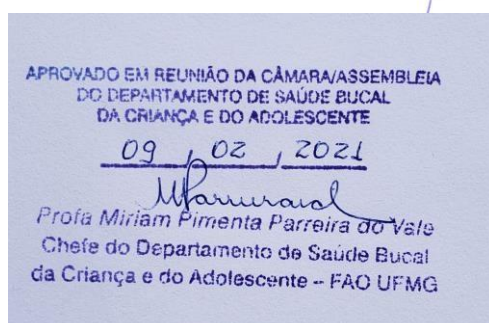 APROVADO EM REUNIÃO DA CÂMARA/ASSEMBLEIA
DO DEPARTAMENTO DE SAÚDE BUCAL
DA CRIANÇA E DO ADOLESCENTE
09 / 02 / 2021
Profa Miriam Pimenta Parreira do Vale
Chefe do Departamento de Saúde Bucal
da Criança e do Adolescente - FAO UFMG